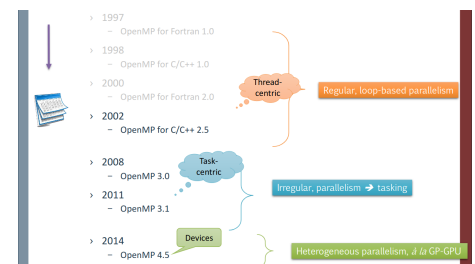 › 1997
– OpenMP for Fortran 1.0
› 1998
– OpenMP for C/C++ 1.0
› 2000
– OpenMP for Fortran 2.0
› 2002
– OpenMP for C/C++ 2.5
Thread-
centric
Regular, loop-based parallelism
› 2008
– OpenMP 3.0
› 2011
– OpenMP 3.1
Task-
centric
Irregular, parallelism ➔ tasking
› 2014
– OpenMP 4.5
Devices
Heterogeneous parallelism, à la GP-GPU